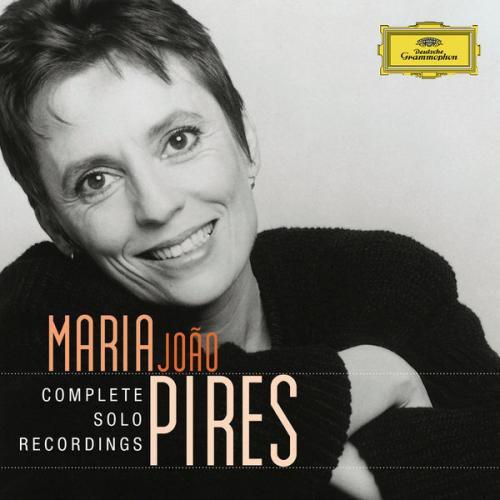 Deutsche
Grammophon
MARIA JOÃO
COMPLETE
SOLO
RECORDINGS
PIRES